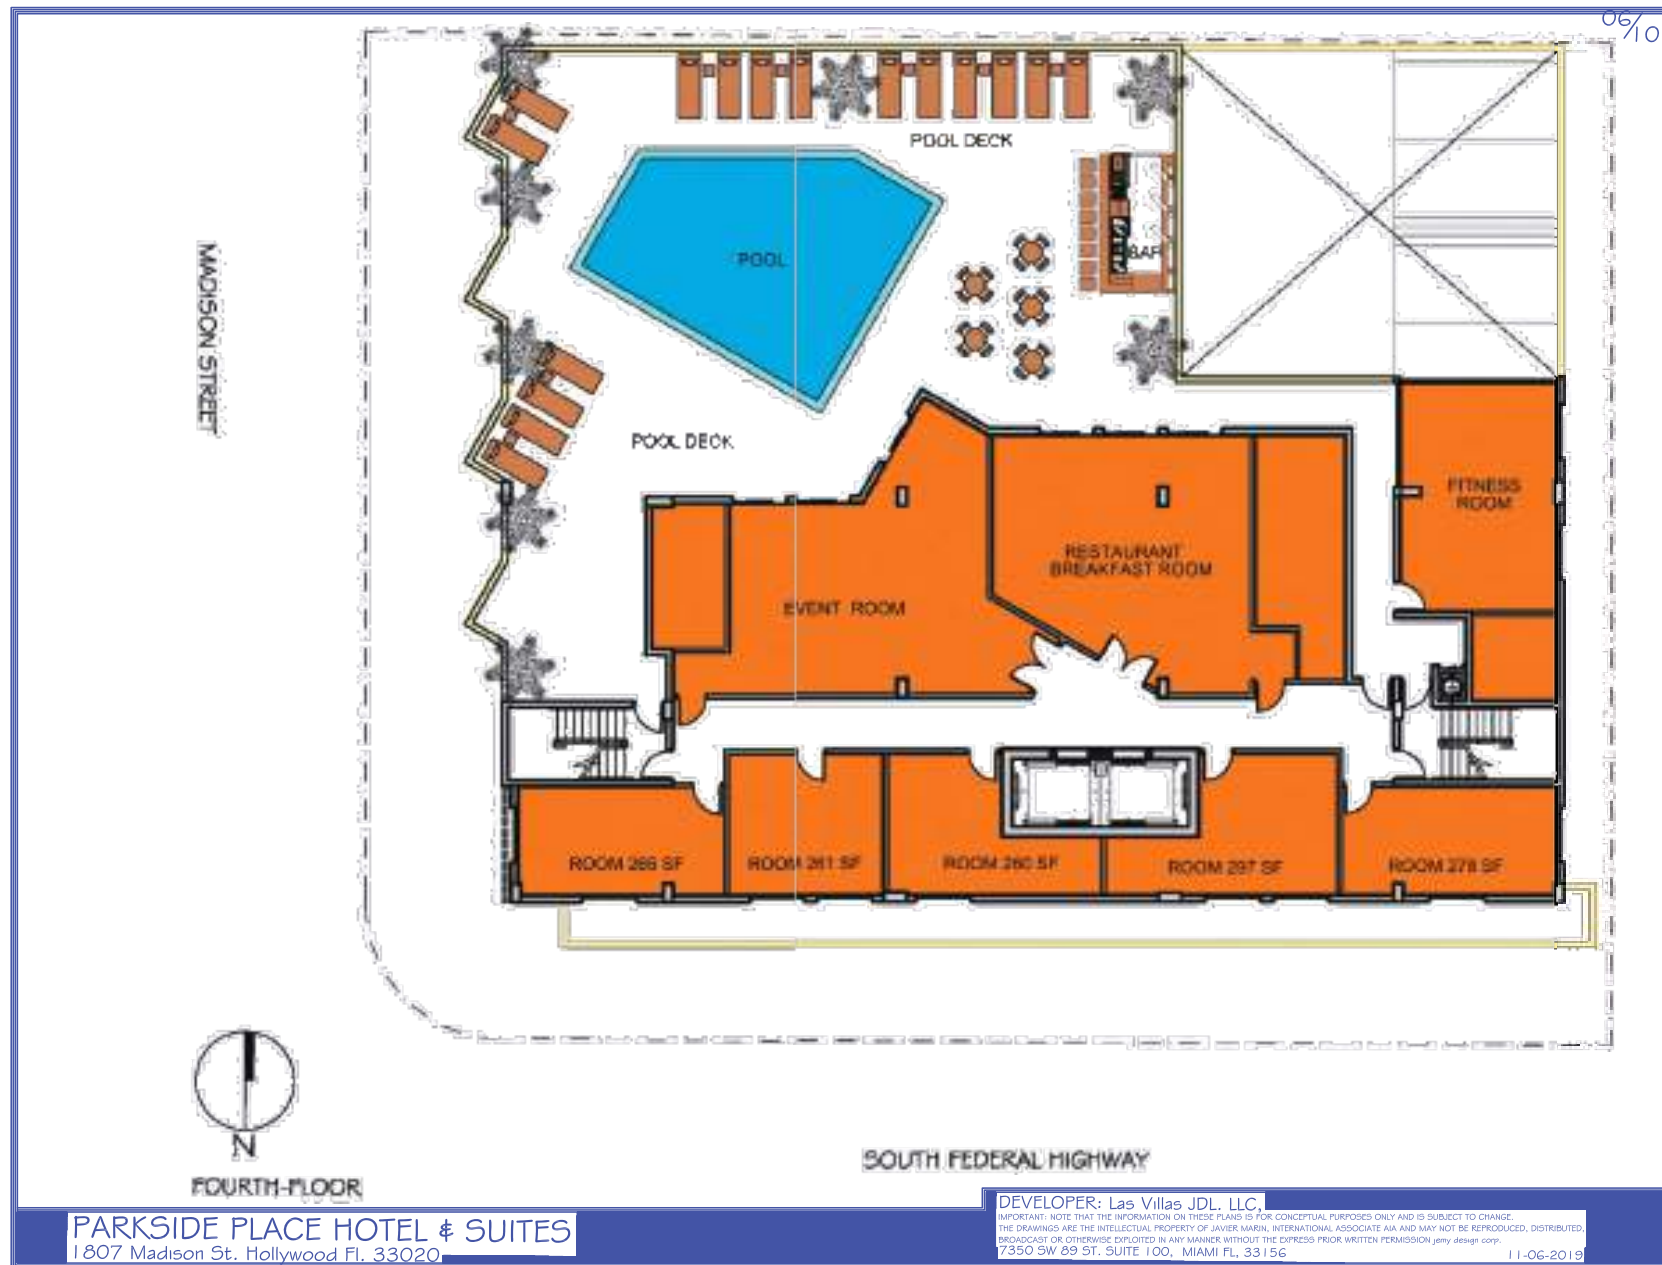 06/10
POOL DECK
MADISON STREET
POOL
BAR
POOL DECK
FITNESS
ROOM
RESTAURANT
BREAKFAST ROOM
EVENT ROOM
ROOM 266 SF
ROOM 261 SF
ROOM 260 SF
ROOM 297 SF
ROOM 278 SF
N
SOUTH FEDERAL HIGHWAY
FOURTH-FLOOR
DEVELOPER: Las Villas JDL. LLC,
IMPORTANT: NOTE THAT THE INFORMATION ON THESE PLANS IS FOR CONCEPTUAL PURPOSES ONLY AND IS SUBJECT TO CHANGE.
THE DRAWINGS ARE THE INTELLECTUAL PROPERTY OF JAVIER MARIN, INTERNATIONAL ASSOCIATE AIA AND MAY NOT BE REPRODUCED, DISTRIBUTED,
BROADCAST OR OTHERWISE EXPLOITED IN ANY MANNER WITHOUT THE EXPRESS PRIOR WRITTEN PERMISSION jemy design corp.
7350 SW 89 ST. SUITE 100, MIAMI FL, 33156
11-06-2019
PARKSIDE PLACE HOTEL & SUITES
1807 Madison St. Hollywood Fl. 33020